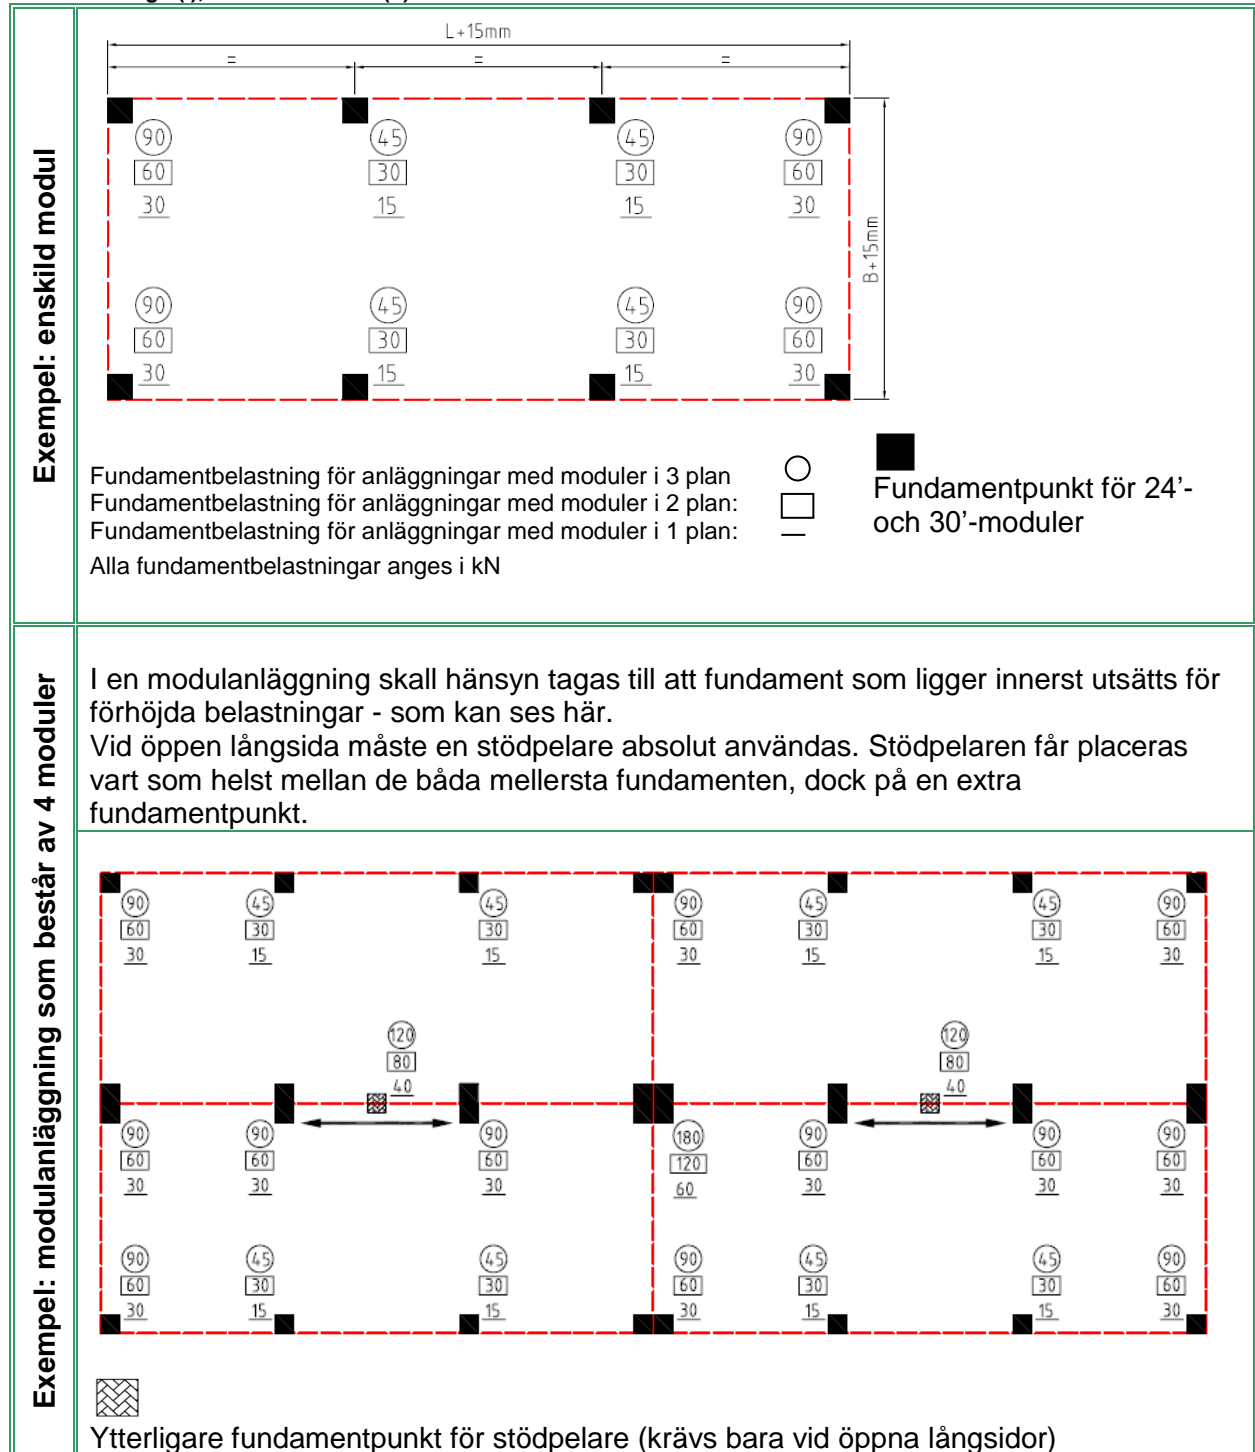 L+15mm
= = =
90 45 45 90
60 30 30 60
30 15 15 30
B+15mm
90 45 45 90
60 30 30 60
30 15 15 30
Exempel: enskild modul
Fundamentbelastning för anläggningar med moduler i 3 plan
Fundamentbelastning för anläggningar med moduler i 2 plan:
Fundamentbelastning för anläggningar med moduler i 1 plan:
Alla fundamentbelastningar anges i kN
Fundamentpunkt för 24’-
och 30’-moduler
Exempel: modulanläggning som består av 4 moduler
I en modulanläggning skall hänsyn tagas till att fundament som ligger innerst utsätts för
förhöjda belastningar - som kan ses här.
Vid öppen långsida måste en stödpelare absolut användas. Stödpelaren får placeras
vart som helst mellan de båda mellersta fundamenten, dock på en extra
fundamentpunkt.
90 45 45 90 45 45 90
60 30 30 60 30 30 60
30 15 15 30 15 15 30
120 120
80 80
40 40
90 90 90 180 90 90 90
60 60 60 120 60 60 60
30 30 30 60 30 30 30
90 45 45 90 45 45 90
60 30 30 60 30 30 60
30 15 15 30 15 15 30
Ytterligare fundamentpunkt för stödpelare (krävs bara vid öppna långsidor)